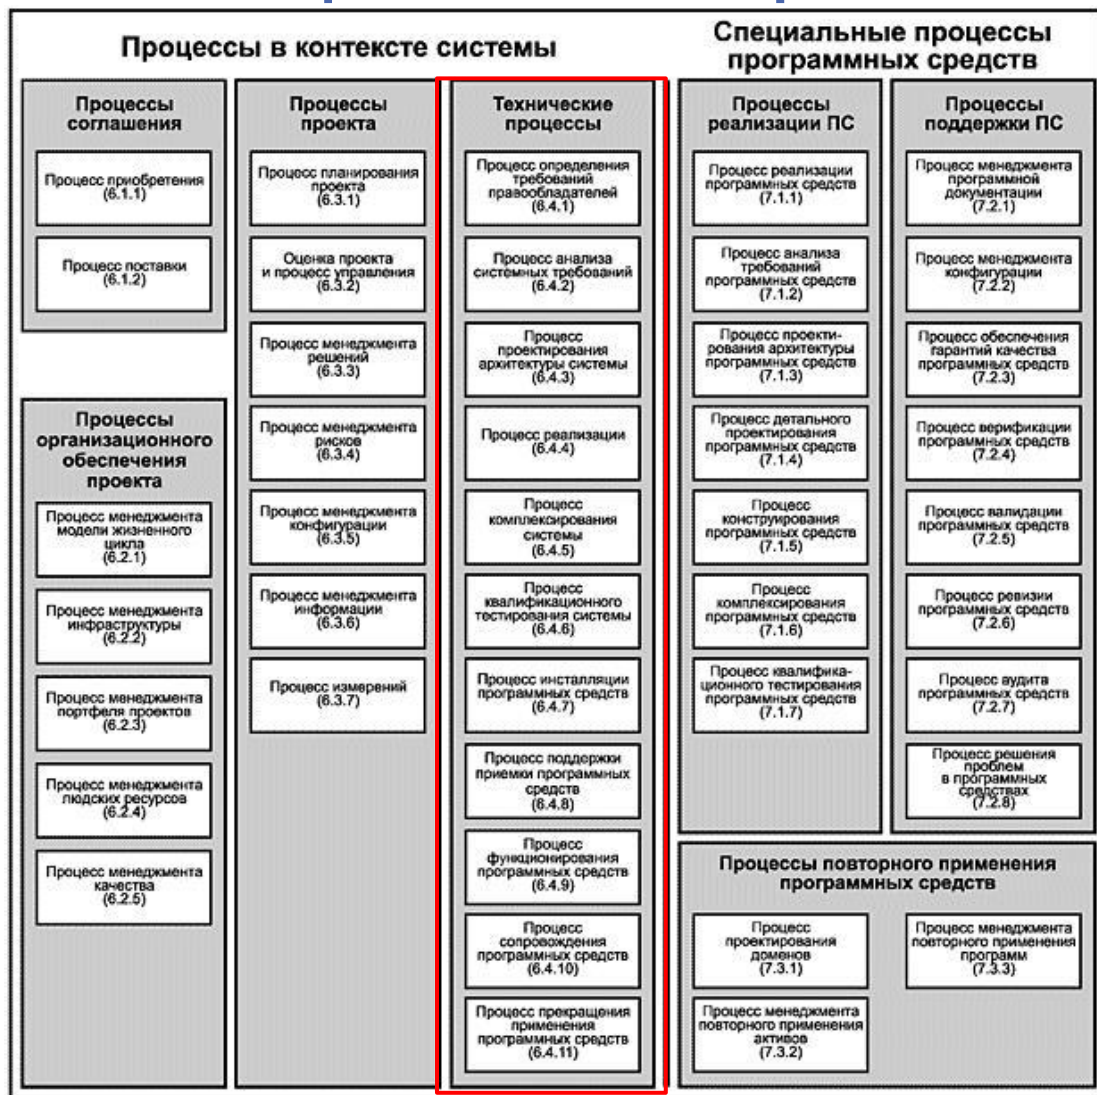 Процессы в контексте системы
Специальные процессы
программных средств
Процессы
соглашения
Процесс приобретения
(6.1.1)
Процесс поставки
(6.1.2)
Процессы
организационного
обеспечения
проекта
Процесс менеджмента
модели жизненного
цикла
(6.2.1)
Процесс менеджмента
инфраструктуры
(6.2.2)
Процесс менеджмента
портфеля проектов
(6.2.3)
Процесс менеджмента
людских ресурсов
(6.2.4)
Процесс менеджмента
качества
(6.2.5)
Процессы
проекта
Процесс планирования
проекта
(6.3.1)
Оценка проекта
и процесс управления
(6.3.2)
Процесс менеджмента
решений
(6.3.3)
Процесс менеджмента
рисков
(6.3.4)
Процесс менеджмента
конфигурации
(6.3.5)
Процесс менеджмента
информации
(6.3.6)
Процесс измерений
(6.3.7)
Технические
процессы
Процесс определения
требований
правообладателей
(6.4.1)
Процесс анализа
системных требований
(6.4.2)
Процесс
проектирования
архитектуры системы
(6.4.3)
Процесс реализации
(6.4.4)
Процесс
комплексирования
системы
(6.4.5)
Процесс
квалификационного
тестирования системы
(6.4.6)
Процесс инсталляции
программных средств
(6.4.7)
Процесс поддержки
приемки программных
средств
(6.4.8)
Процесс
функционирования
программных средств
(6.4.9)
Процесс
сопровождения
программных средств
(6.4.10)
Процесс прекращения
применения
программных средств
(6.4.11)
Процессы
реализации ПС
Процесс реализации
программных средств
(7.1.1)
Процесс анализа
требований
программных средств
(7.1.2)
Процесс проекти-
рования архитектуры
программных средств
(7.1.3)
Процесс детального
проектирования
программных средств
(7.1.4)
Процесс
конструирования
программных средств
(7.1.5)
Процесс
комплексирования
программных средств
(7.1.6)
Процесс квалифика-
ционного тестирования
программных средств
(7.1.7)
Процессы
поддержки ПС
Процесс менеджмента
программной
документации
(7.2.1)
Процесс менеджмента
конфигурации
(7.2.2)
Процесс обеспечения
гарантий качества
программных средств
(7.2.3)
Процесс верификации
программных средств
(7.2.4)
Процесс валидации
программных средств
(7.2.5)
Процесс ревизии
программных средств
(7.2.6)
Процесс аудита
программных средств
(7.2.7)
Процесс решения
проблем
в программных
средствах
(7.2.8)
Процессы повторного применения
программных средств
Процесс
проектирования
доменов
(7.3.1)
Процесс менеджмента
повторного применения
активов
(7.3.2)
Процесс менеджмента
повторного применения
программ
(7.3.3)